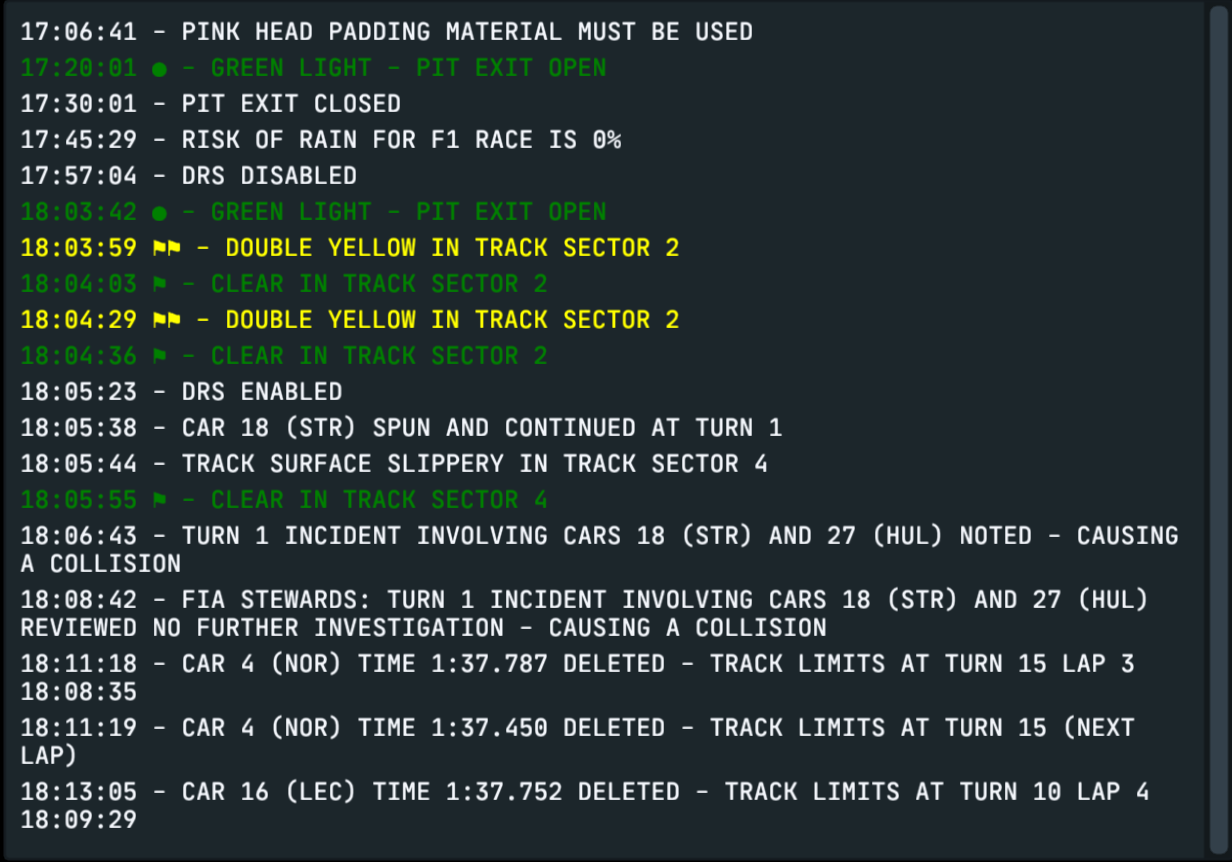 17:06:41 – PINK HEAD PADDING MATERIAL MUST BE USED
17:20:01 ● – GREEN LIGHT – PIT EXIT OPEN
17:30:01 – PIT EXIT CLOSED
17:45:29 – RISK OF RAIN FOR F1 RACE IS 0%
17:57:04 – DRS DISABLED
18:03:42 ● – GREEN LIGHT – PIT EXIT OPEN
18:03:59 ⚑⚑ – DOUBLE YELLOW IN TRACK SECTOR 2
18:04:03 ⚑ – CLEAR IN TRACK SECTOR 2
18:04:29 ⚑⚑ – DOUBLE YELLOW IN TRACK SECTOR 2
18:04:36 ⚑ – CLEAR IN TRACK SECTOR 2
18:05:23 – DRS ENABLED
18:05:38 – CAR 18 (STR) SPUN AND CONTINUED AT TURN 1
18:05:44 – TRACK SURFACE SLIPPERY IN TRACK SECTOR 4
18:05:55 ⚑ – CLEAR IN TRACK SECTOR 4
18:06:43 – TURN 1 INCIDENT INVOLVING CARS 18 (STR) AND 27 (HUL) NOTED – CAUSING
A COLLISION
18:08:42 – FIA STEWARDS: TURN 1 INCIDENT INVOLVING CARS 18 (STR) AND 27 (HUL)
REVIEWED NO FURTHER INVESTIGATION – CAUSING A COLLISION
18:11:18 – CAR 4 (NOR) TIME 1:37.787 DELETED – TRACK LIMITS AT TURN 15 LAP 3
18:08:35
18:11:19 – CAR 4 (NOR) TIME 1:37.450 DELETED – TRACK LIMITS AT TURN 15 (NEXT
LAP)
18:13:05 – CAR 16 (LEC) TIME 1:37.752 DELETED – TRACK LIMITS AT TURN 10 LAP 4
18:09:29